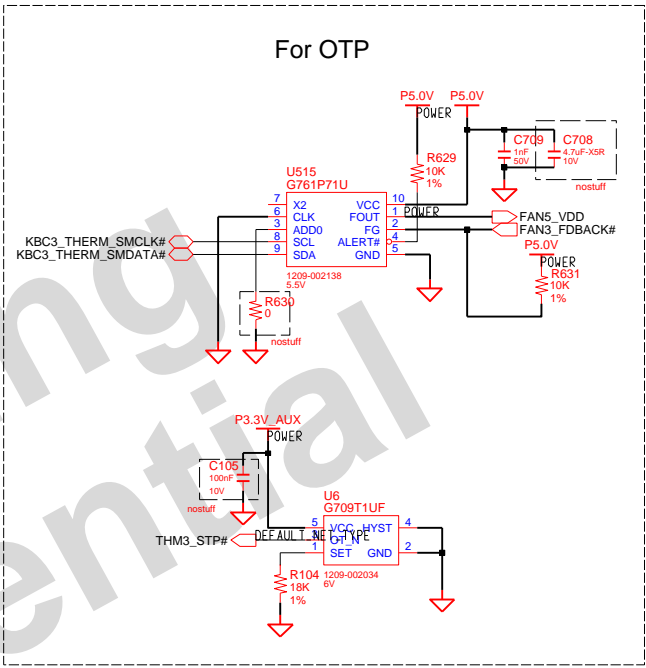 For OTP
P5.0V
P5.0V
POWER
C709
1nF
50V
C708
4.7uF-X5R
10V
nostuff
R629
10K
1%
U515
G761P71U
7 X2
6 CLK
3 ADD0
8 SCL
9 SDA
VCC 10
FOUT 1
FG 2
ALERT# 4
GND 5
POWER
FAN5_VDD
FAN3_FDBACK#
KBC3_THERM_SMCLK#
KBC3_THERM_SMDATA#
1209-002138
5.5V
P5.0V
POWER
R631
10K
1%
R630
0
nostuff
ng
ential
P3.3V_AUX
POWER
C105
100nF
10V
nostuff
U6
G709T1UF
5 VCC
HYST 4
THM3_STP#
DEFAULT_NET_TYPE
OT_N
1 SET
GND 2
1209-002034
6V
R104
18K
1%